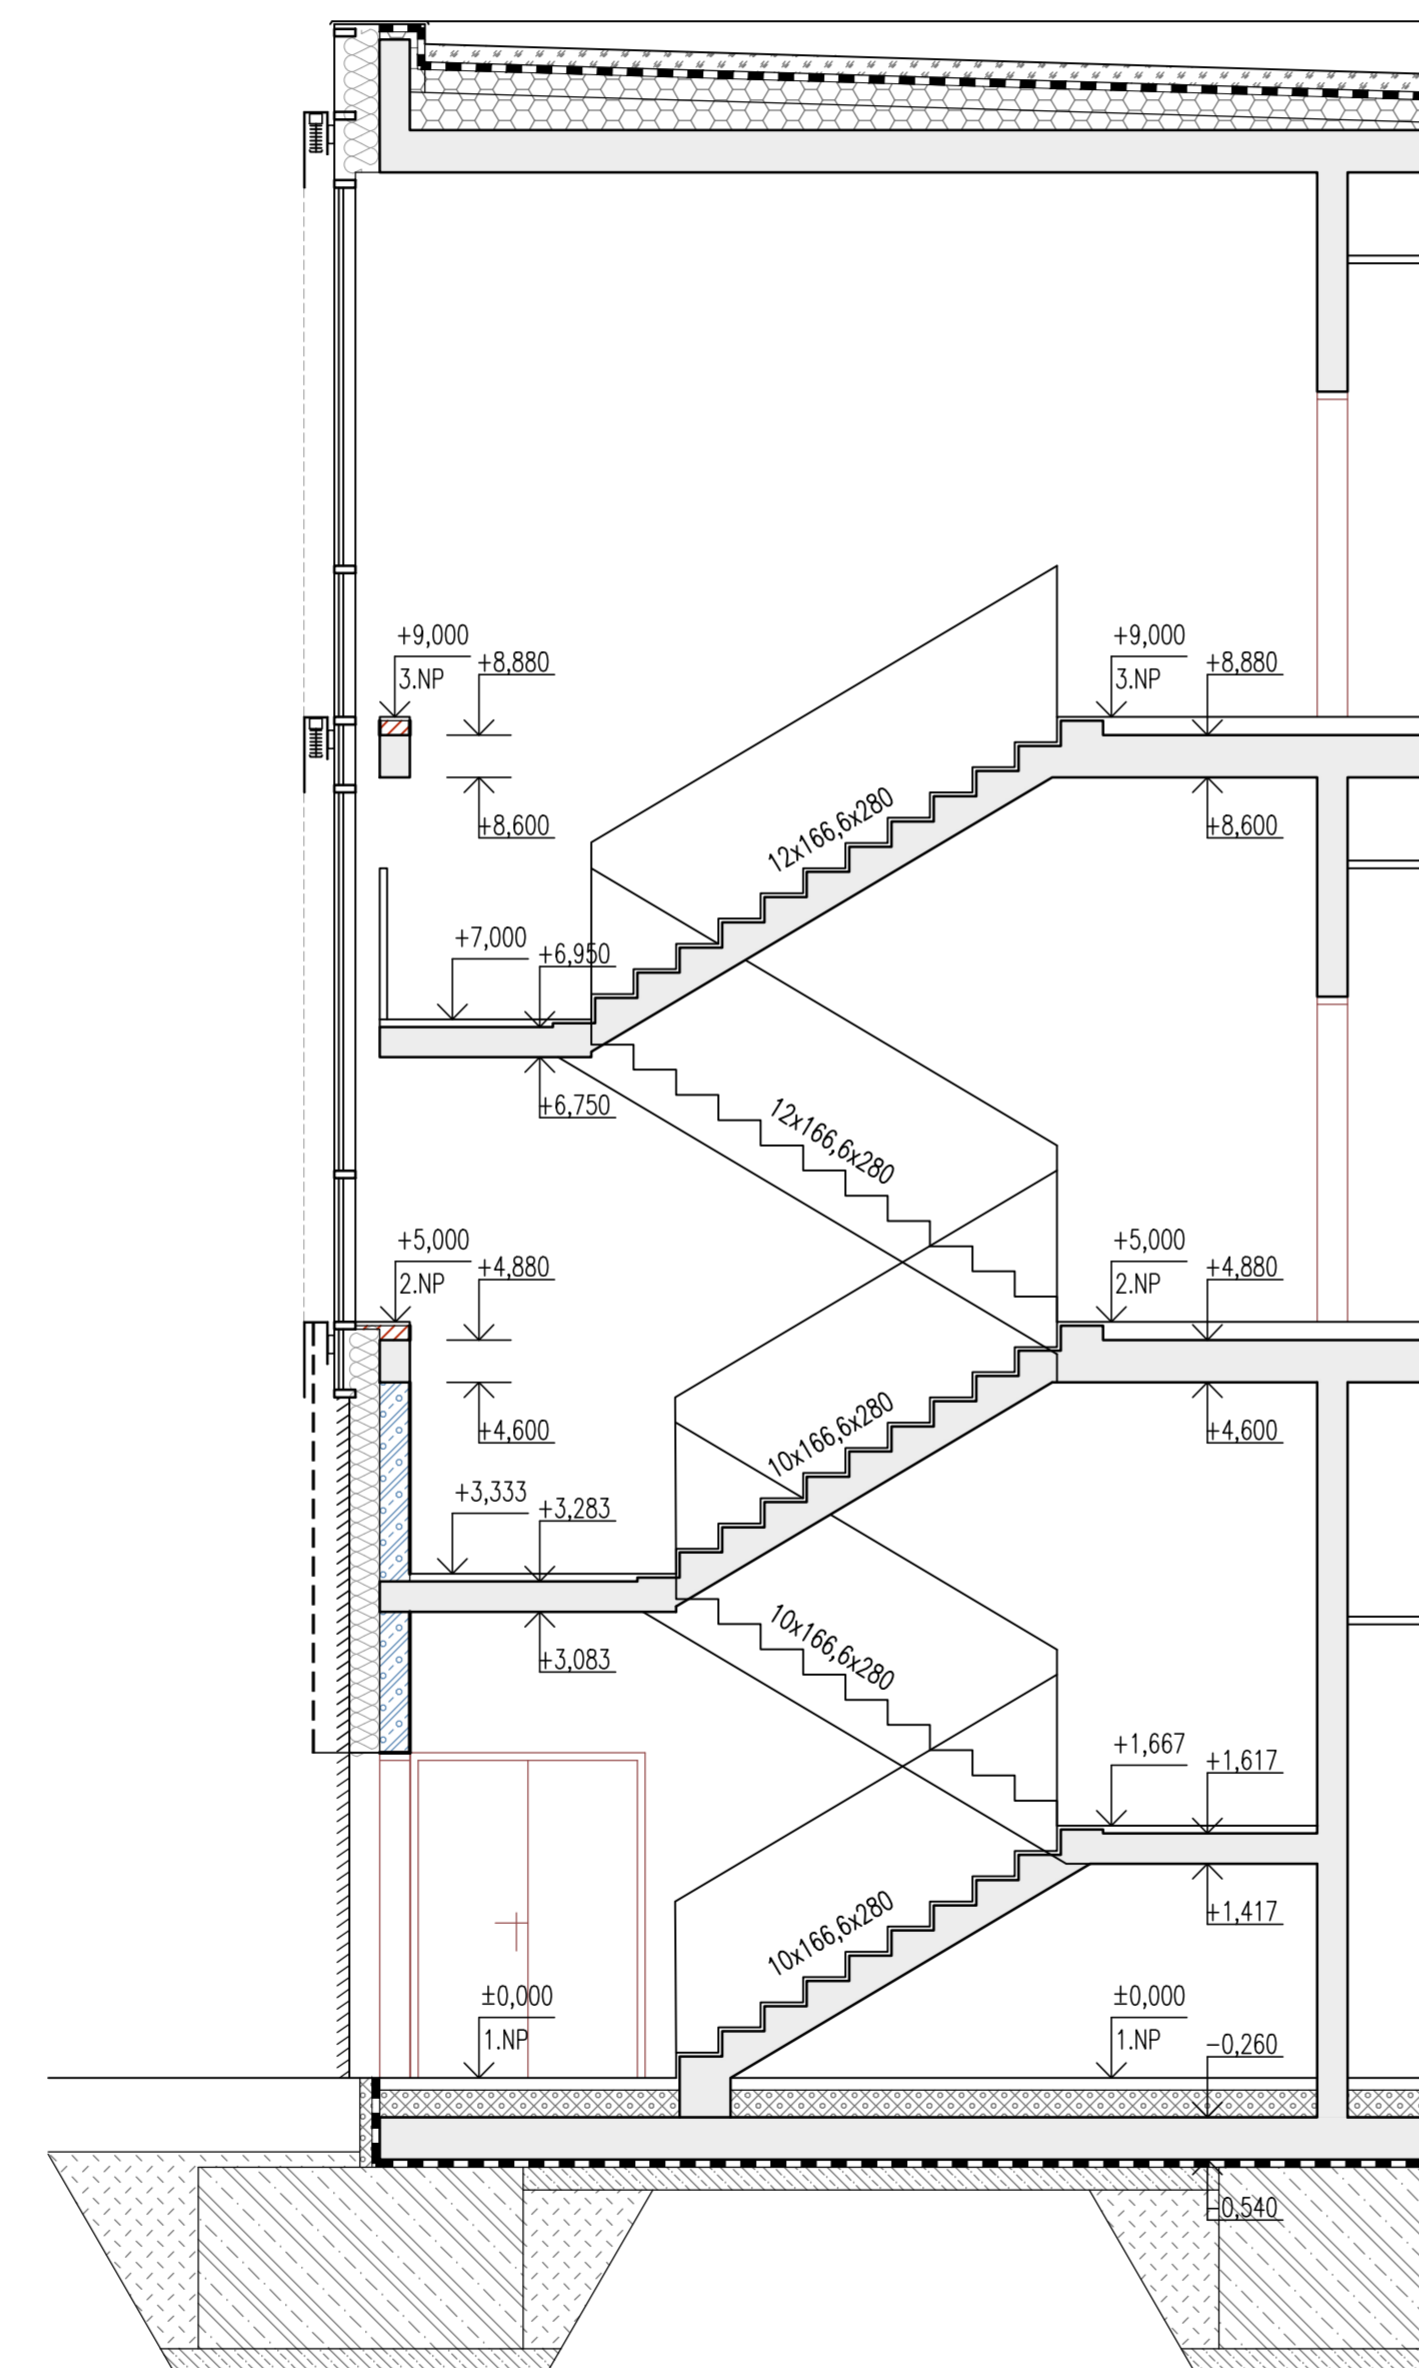 +9,000
3.NP
+8,880
+8,600
+9,000
3.NP
+8,880
+8,600
12x166,6x280
+7,000
+6,950
+6,750
12x166,6x280
+5,000
2.NP
+4,880
+4,600
+5,000
2.NP
+4,880
+4,600
10x166,6x280
+3,333
+3,283
+3,083
10x166,6x280
+1,667
+1,617
+1,417
10x166,6x280
±0,000
1.NP
±0,000
1.NP
−0,260
−0,540